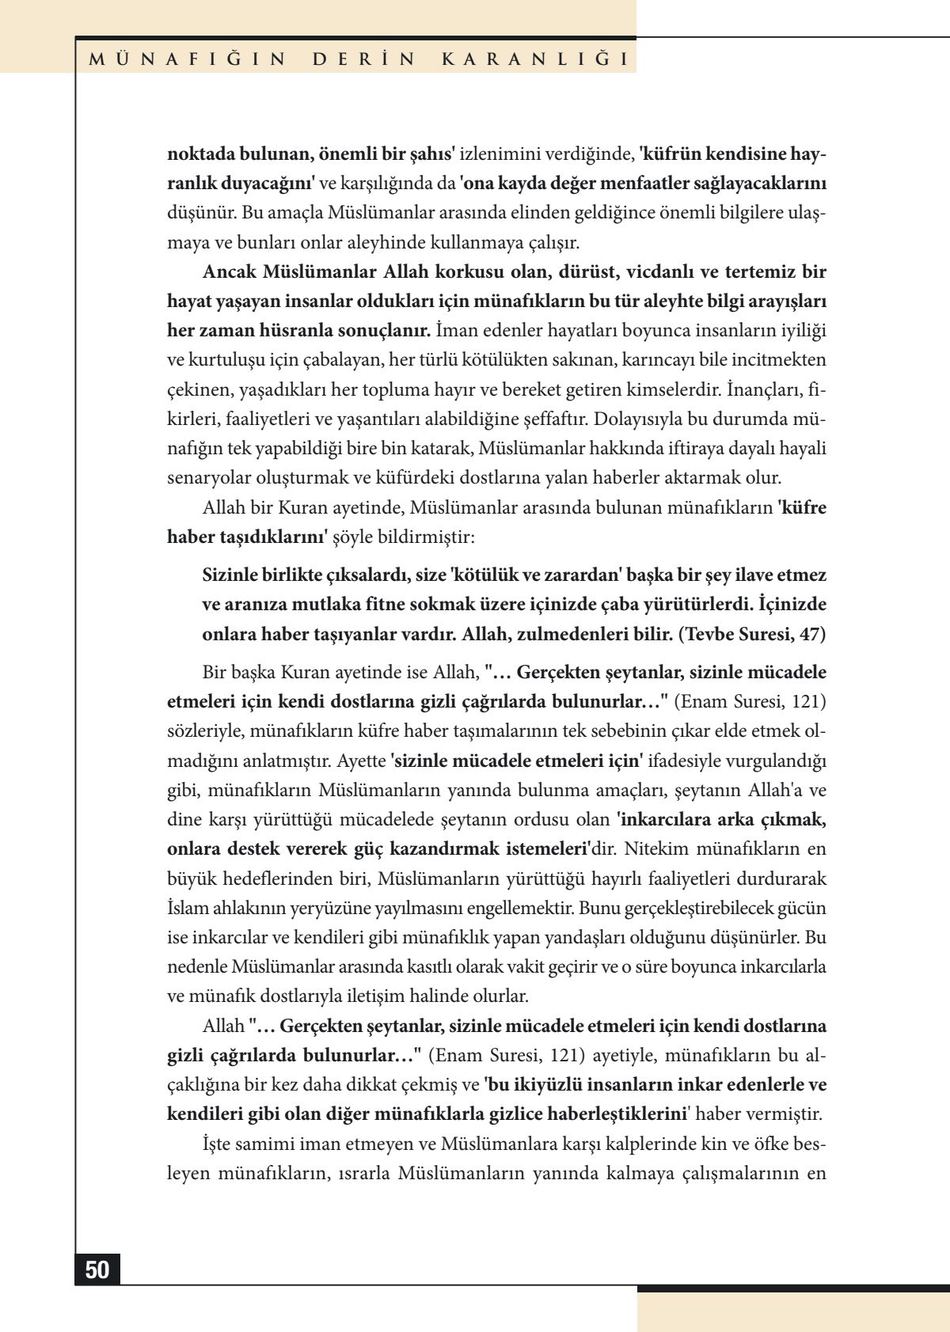 MÜNAFIĞIN DERİN KARANLIĞI
noktada bulunan, önemli bir şahıs' izlenimini verdiğinde, 'küfrün kendisine hay-
ranlık duyacağını' ve karşılığında da 'ona kayda değer menfaatler sağlayacaklarını
düşünür. Bu amaçla Müslümanlar arasında elinden geldiğince önemli bilgilere ulaş-
maya ve bunları onlar aleyhinde kullanmaya çalışır.
Ancak Müslümanlar Allah korkusu olan, dürüst, vicdanlı ve tertemiz bir
hayat yaşayan insanlar oldukları için münafıkların bu tür aleyhte bilgi arayışları
her zaman hüsranla sonuçlanır. İman edenler hayatları boyunca insanların iyiliği
ve kurtuluşu için çabalayan, her türlü kötülükten sakınan, karıncayı bile incitmekten
çekinen, yaşadıkları her topluma hayır ve bereket getiren kimselerdir. İnançları, fi-
kirleri, faaliyetleri ve yaşantıları alabildiğine şeffaftır. Dolayısıyla bu durumda mü-
nafığın tek yapabildiği bire bin katarak, Müslümanlar hakkında iftiraya dayalı hayali
senaryolar oluşturmak ve küfürdeki dostlarına yalan haberler aktarmak olur.
Allah bir Kuran ayetinde, Müslümanlar arasında bulunan münafıkların 'küfre
haber taşıdıklarını' şöyle bildirmiştir:
Sizinle birlikte çıksalardı, size 'kötülük ve zarardan' başka bir şey ilave etmez
ve aranıza mutlaka fitne sokmak üzere içinizde çaba yürütürlerdi. İçinizde
onlara haber taşıyanlar vardır. Allah, zulmedenleri bilir. (Tevbe Suresi, 47)
Bir başka Kuran ayetinde ise Allah, "… Gerçekten şeytanlar, sizinle mücadele
etmeleri için kendi dostlarına gizli çağrılarda bulunurlar…" (Enam Suresi, 121)
sözleriyle, münafıkların küfre haber taşımalarının tek sebebinin çıkar elde etmek ol-
madığını anlatmıştır. Ayette 'sizinle mücadele etmeleri için' ifadesiyle vurgulandığı
gibi, münafıkların Müslümanların yanında bulunma amaçları, şeytanın Allah'a ve
dine karşı yürüttüğü mücadelede şeytanın ordusu olan 'inkarcılara arka çıkmak,
onlara destek vererek güç kazandırmak istemeleri'dir. Nitekim münafıkların en
büyük hedeflerinden biri, Müslümanların yürüttüğü hayırlı faaliyetleri durdurarak
İslam ahlakının yeryüzüne yayılmasını engellemektir. Bunu gerçekleştirebilecek gücün
ise inkarcılar ve kendileri gibi münafıklık yapan yandaşları olduğunu düşünürler. Bu
nedenle Müslümanlar arasında kasıtlı olarak vakit geçirir ve o süre boyunca inkarcılarla
ve münafık dostlarıyla iletişim halinde olurlar.
Allah "… Gerçekten şeytanlar, sizinle mücadele etmeleri için kendi dostlarına
gizli çağrılarda bulunurlar…" (Enam Suresi, 121) ayetiyle, münafıkların bu al-
çaklığına bir kez daha dikkat çekmiş ve 'bu ikiyüzlü insanların inkar edenlerle ve
kendileri gibi olan diğer münafıklarla gizlice haberleştiklerini' haber vermiştir.
İşte samimi iman etmeyen ve Müslümanlara karşı kalplerinde kin ve öfke bes-
leyen münafıkların, ısrarla Müslümanların yanında kalmaya çalışmalarının en
50